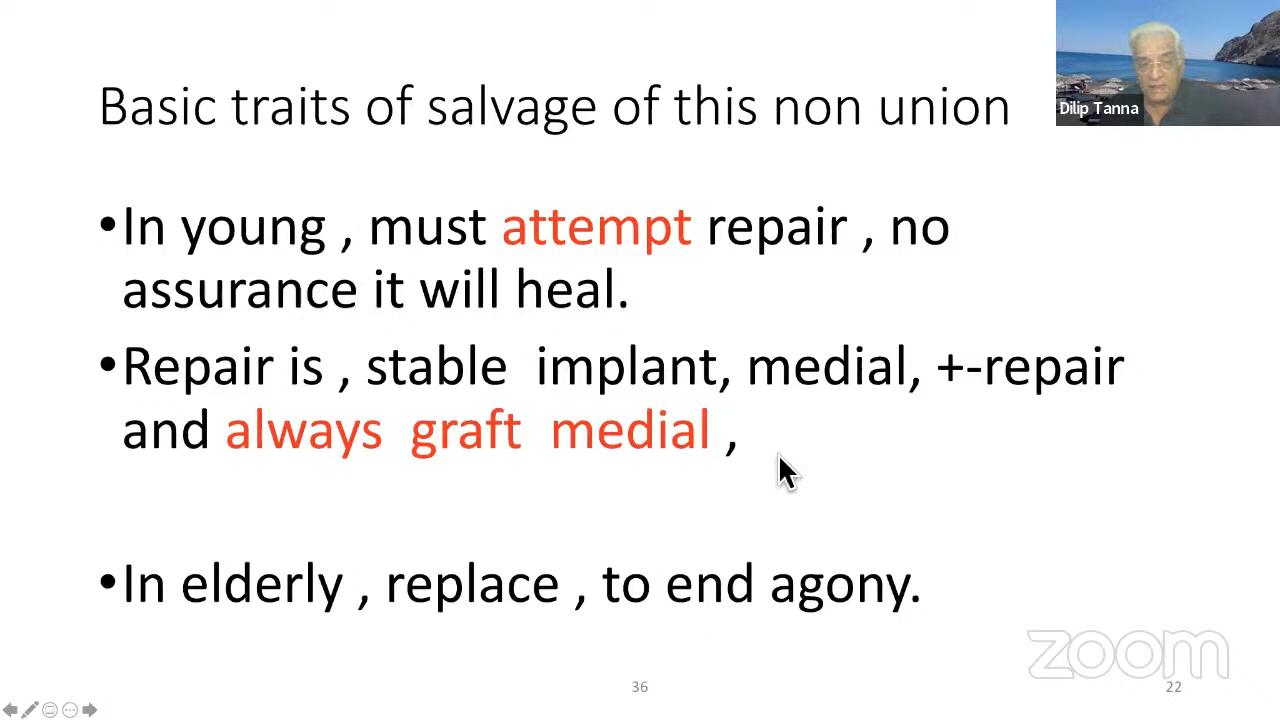 Basic traits of salvage of this non union
Dilip Tanna
•In young , must attempt repair , no
assurance it will heal.
•Repair is , stable implant, medial, +-repair
and always graft medial ,
•In elderly , replace , to end agony.
zoom
36
22